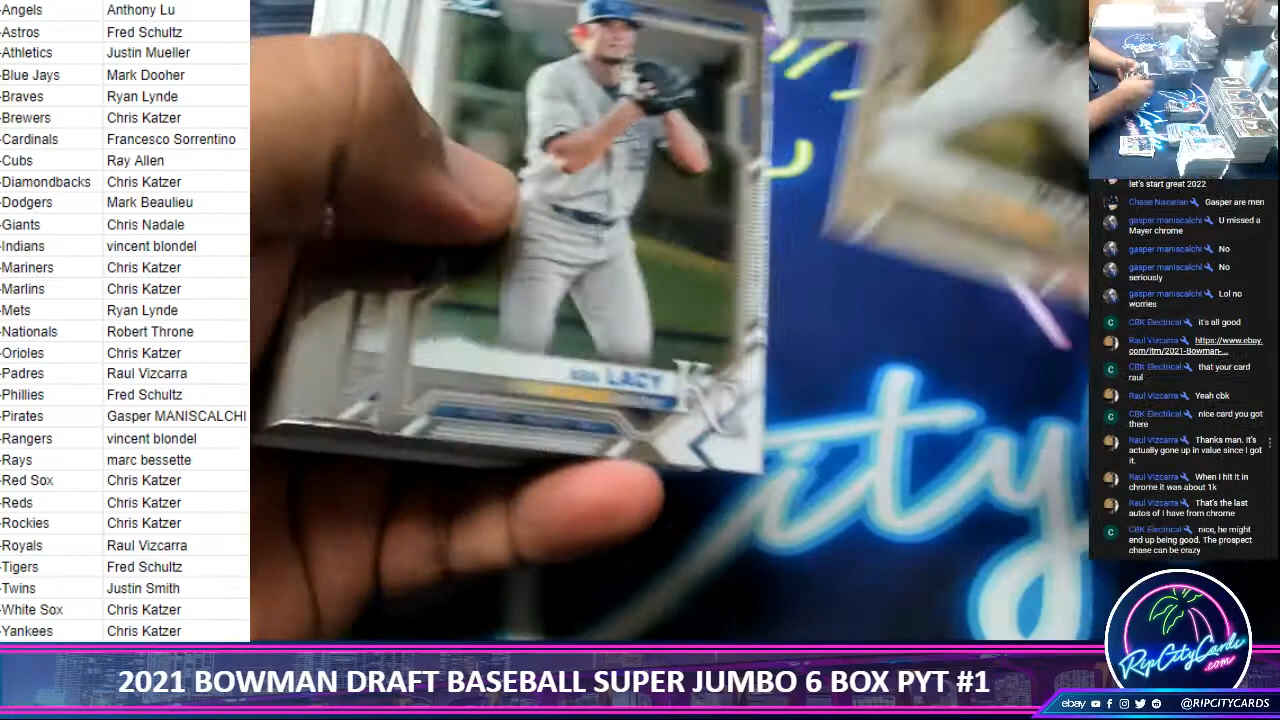 -Angels Anthony Lu
-Astros Fred Schultz
-Athletics Justin Mueller
-Blue Jays Mark Dooher
-Braves Ryan Lynde
-Brewers Chris Katzer
-Cardinals Francesco Sorrentino
-Cubs Ray Allen
-Diamondbacks Chris Katzer
-Dodgers Mark Beaulieu
-Giants Chris Nadale
-Indians vincent blondel
-Mariners Chris Katzer
-Marlins Chris Katzer
-Mets Ryan Lynde
-Nationals Robert Throne
-Orioles Chris Katzer
-Padres Raul Vizcarra
-Phillies Fred Schultz
-Pirates Gasper MANISCALCHI
-Rangers vincent blondel
-Rays marc bessette
-Red Sox Chris Katzer
-Reds Chris Katzer
-Rockies Chris Katzer
-Royals Raul Vizcarra
-Tigers Fred Schultz
-Twins Justin Smith
-White Sox Chris Katzer
-Yankees Chris Katzer
LACY
KC
ity
let's start great 2022
Chase Nazarian Gasper are men
gasper maniscalchi U missed a
Mayer chrome
gasper maniscalchi No
gasper maniscalchi No
seriously
gasper maniscalchi Lol no
worries
CBK Electrical it's all good
Raul Vizcarra https://www.ebay.
com/itm/2021-Bowman-...
CBK Electrical that your card
raul
Raul Vizcarra Yeah cbk
CBK Electrical nice card you got
there
Raul Vizcarra Thanks man. It's
actually gone up in value since I got
it.
Raul Vizcarra When I hit it in
chrome it was about 1k
Raul Vizcarra That's the last
autos of I have from chrome
CBK Electrical nice, he might
end up being good. The prospect
chase can be crazy
RipCityCards
.com
2021 BOWMAN DRAFT BASEBALL SUPER JUMBO 6 BOX PYT #1
ebay @RIPCITYCARDS